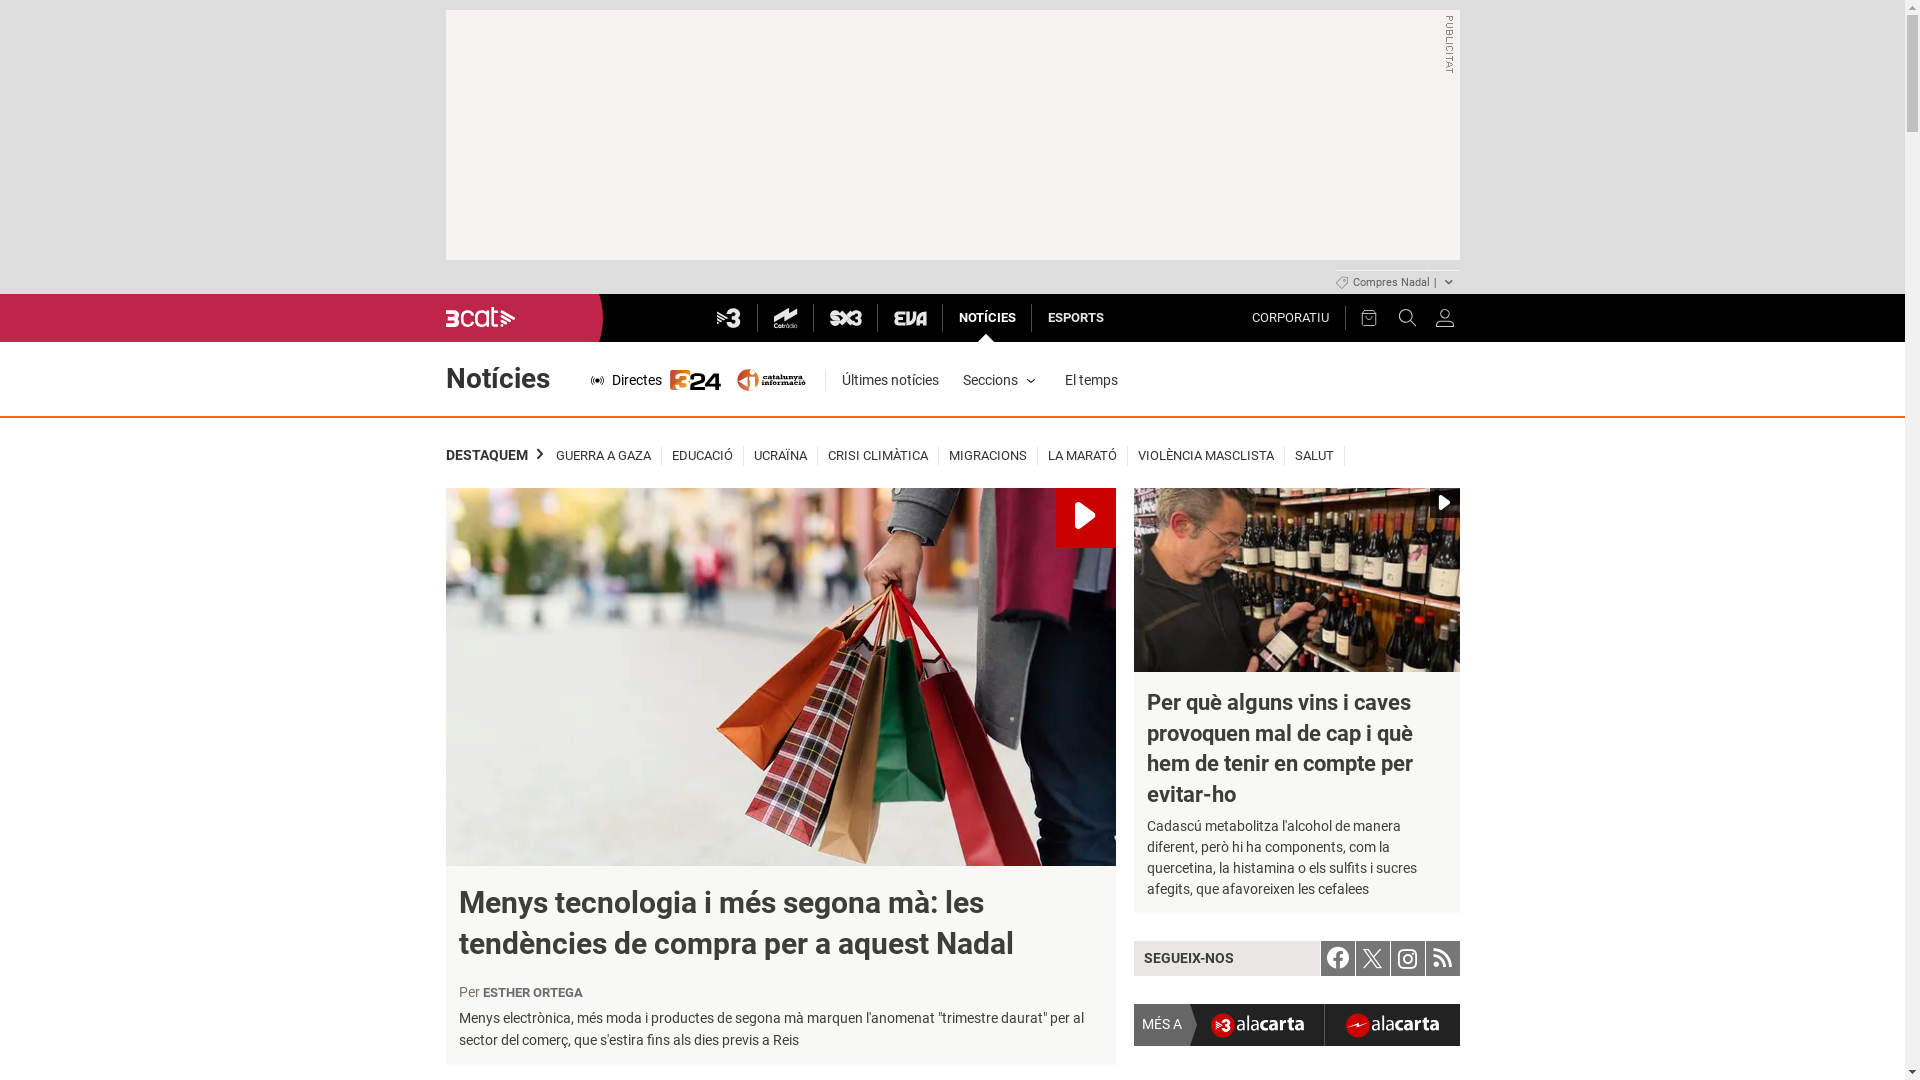 PUBLICITAT
Compres Nadal |
3cat
3
Catràdio
SX3
EVA
NOTÍCIES
ESPORTS
CORPORATIU
Notícies
Directes
324
catalunya
informació
Últimes notícies
Seccions
El temps
DESTAQUEM
GUERRA A GAZA
EDUCACIÓ
UCRAÏNA
CRISI CLIMÀTICA
MIGRACIONS
LA MARATÓ
VIOLÈNCIA MASCLISTA
SALUT
Menys tecnologia i més segona mà: les
tendències de compra per a aquest Nadal
Per ESTHER ORTEGA
Menys electrònica, més moda i productes de segona mà marquen l'anomenat "trimestre daurat" per al
sector del comerç, que s'estira fins als dies previs a Reis
Per què alguns vins i caves
provoquen mal de cap i què
hem de tenir en compte per
evitar-ho
Cadascú metabolitza l'alcohol de manera
diferent, però hi ha components, com la
quercetina, la histamina o els sulfits i sucres
afegits, que afavoreixen les cefalees
SEGUEIX-NOS
MÉS A
3 alacarta
alacarta